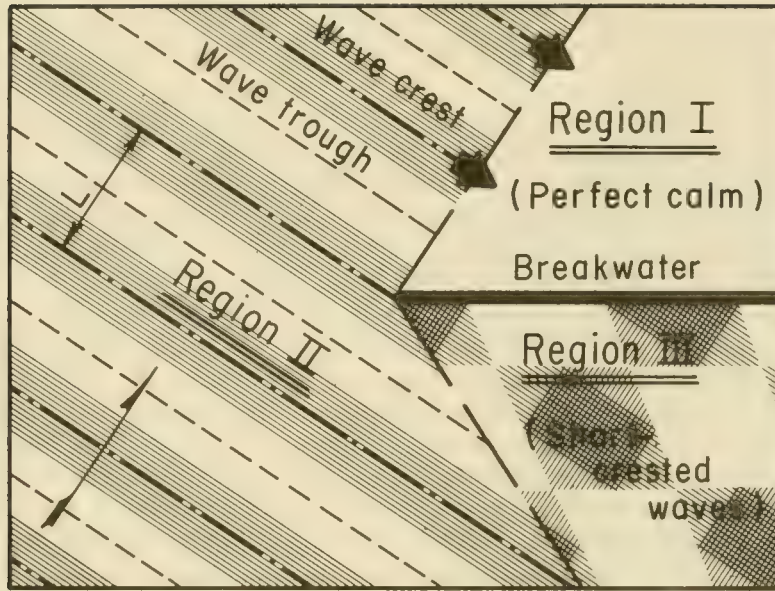 Wave crest
Wave trough
Region I
(Perfect calm)
L
Breakwater
Region II
Region III
(Short-
crested
waves)